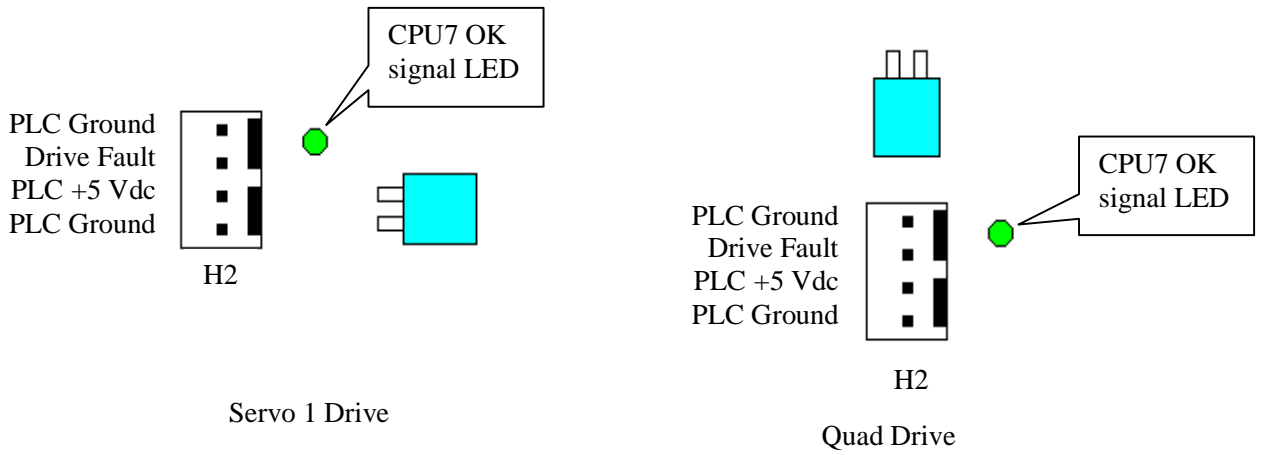 CPU7 OK
signal LED
PLC Ground
Drive Fault
PLC +5 Vdc
PLC Ground
H2
Servo 1 Drive
CPU7 OK
signal LED
PLC Ground
Drive Fault
PLC +5 Vdc
PLC Ground
H2
Quad Drive